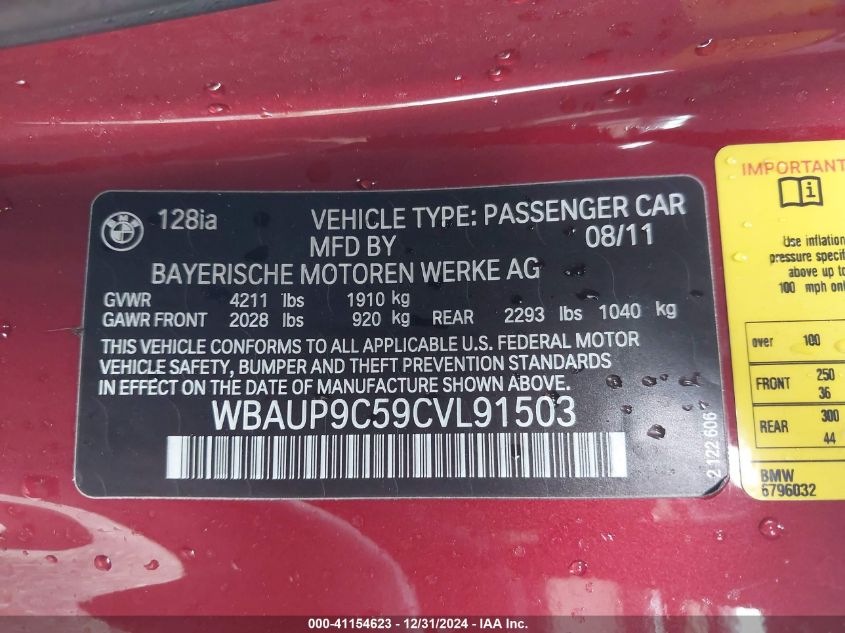 BMW
128ia
VEHICLE TYPE: PASSENGER CAR
MFD BY 08/11
BAYERISCHE MOTOREN WERKE AG
GVWR 4211 lbs 1910 kg
GAWR FRONT 2028 lbs 920 kg REAR 2293 lbs 1040 kg
THIS VEHICLE CONFORMS TO ALL APPLICABLE U.S. FEDERAL MOTOR
VEHICLE SAFETY, BUMPER AND THEFT PREVENTION STANDARDS
IN EFFECT ON THE DATE OF MANUFACTURE SHOWN ABOVE.
WBAUP9C59CVL91503
2 722 606
IMPORTANT
i
Use inflation
pressure specif
above up to
100 mph onl
over 100
FRONT 250
36
REAR 300
44
BMW
6796032
000-41154623 - 12/31/2024 - IAA Inc.